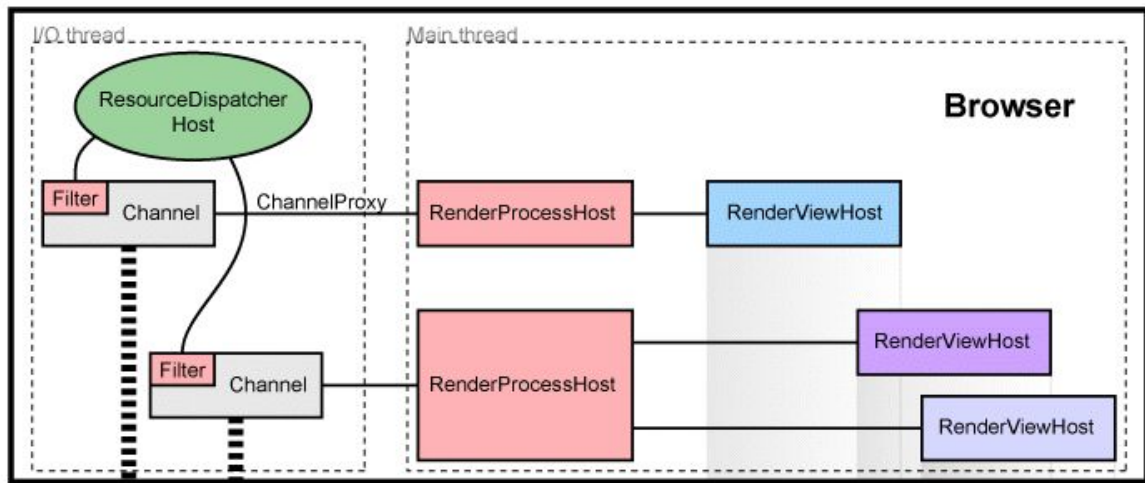 I/O thread
Main thread
ResourceDispatcher
Host
Browser
Filter
Channel
ChannelProxy
RenderProcessHost
RenderViewHost
Filter
Channel
RenderProcessHost
RenderViewHost
RenderViewHost